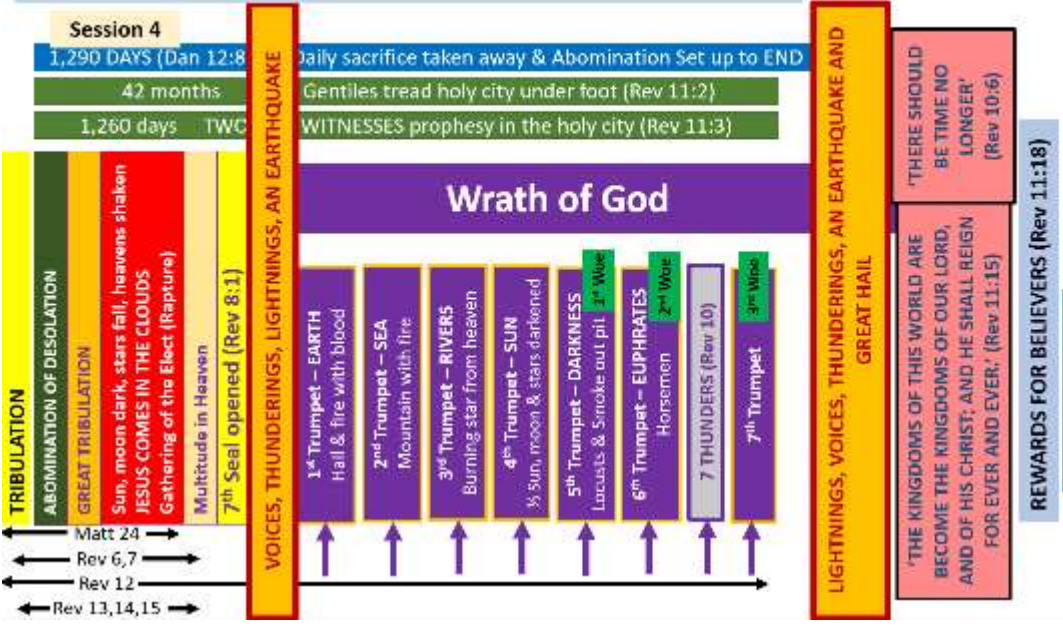 Session 4
1,290 DAYS (Dan 12:8 Daily sacrifice taken away & Abomination Set up to END
42 months Gentiles tread holy city under foot (Rev 11:2)
1,260 days TWO WITNESSES prophesy in the holy city (Rev 11:3)
TRIBULATION
ABOMINATION OF DESOLATION
GREAT TRIBULATION
Sun, moon dark, stars fall, heavens shaken
JESUS COMES IN THE CLOUDS
Gathering of the Elect (Rapture)
Multitude in Heaven
7th Seal opened (Rev 8:1)
VOICES, THUNDERINGS, LIGHTNINGS, AN EARTHQUAKE
Wrath of God
1st Trumpet – EARTH
Hail & fire with blood
2nd Trumpet – SEA
Mountain with fire
3rd Trumpet – RIVERS
Burning star from heaven
4th Trumpet – SUN
⅓ Sun, moon & stars darkened
5th Trumpet – DARKNESS
Locusts & Smoke out pit
1st Woe
6th Trumpet – EUPHRATES
Horsemen
2nd Woe
7 THUNDERS (Rev 10)
7th Trumpet
3rd Woe
LIGHTNINGS, VOICES, THUNDERINGS, AN EARTHQUAKE AND
GREAT HAIL
'THERE SHOULD
BE TIME NO
LONGER'
(Rev 10:6)
'THE KINGDOMS OF THIS WORLD ARE
BECOME THE KINGDOMS OF OUR LORD,
AND OF HIS CHRIST; AND HE SHALL REIGN
FOR EVER AND EVER,' (Rev 11:15)
REWARDS FOR BELIEVERS (Rev 11:18)
Matt 24
Rev 6,7
Rev 12
Rev 13,14,15